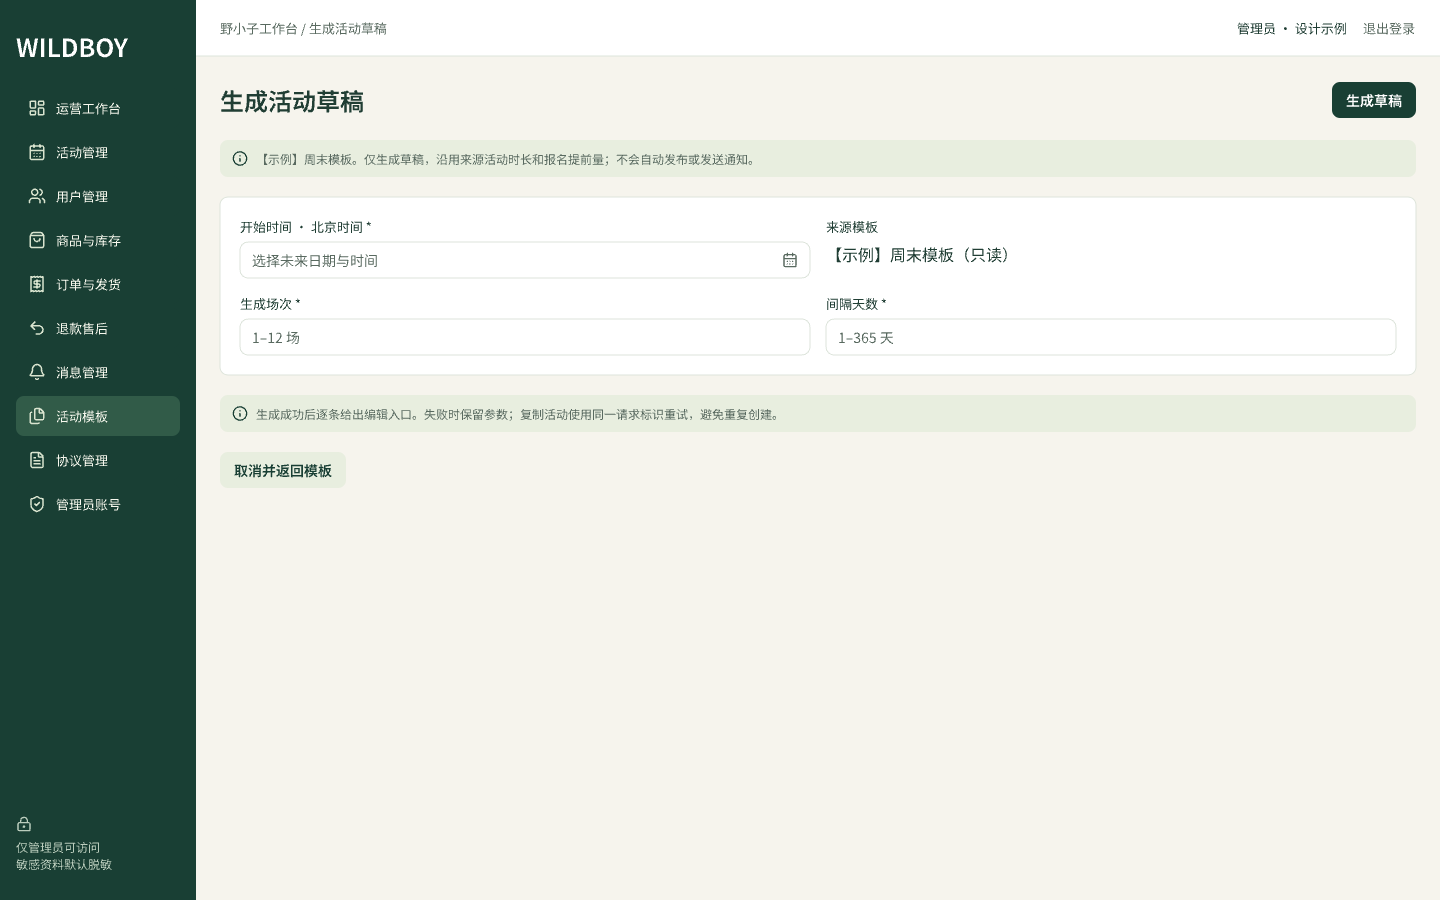 WILDBOY
运营工作台
活动管理
用户管理
商品与库存
订单与发货
退款售后
消息管理
活动模板
协议管理
管理员账号
仅管理员可访问
敏感资料默认脱敏
野小子工作台 / 生成活动草稿
管理员 · 设计示例
退出登录
生成活动草稿
生成草稿
【示例】周末模板。仅生成草稿，沿用来源活动时长和报名提前量；不会自动发布或发送通知。
开始时间 · 北京时间 *
选择未来日期与时间
来源模板
【示例】周末模板（只读）
生成场次 *
1–12 场
间隔天数 *
1–365 天
生成成功后逐条给出编辑入口。失败时保留参数；复制活动使用同一请求标识重试，避免重复创建。
取消并返回模板